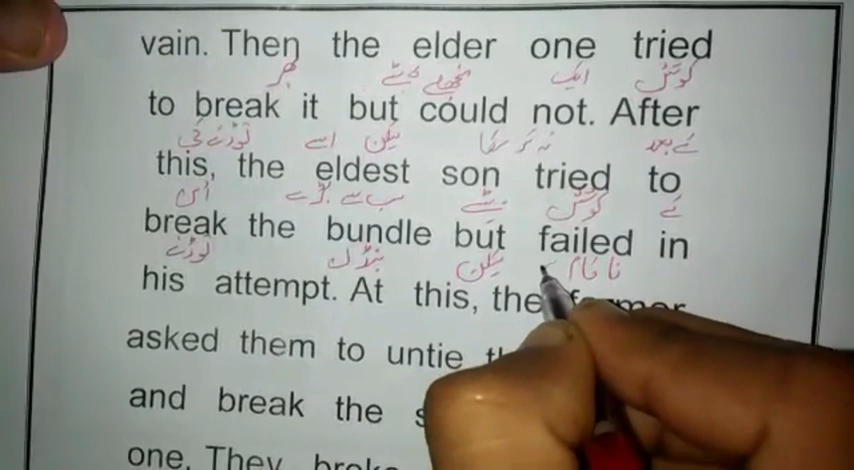 vain. Then the elder one tried
پھر منجھلے بیٹے ایک کوشش
to break it but could not. After
توڑنے کی اسے لیکن نہ کر سکا کے بعد
this, the eldest son tried to
اس سب سے بڑے بیٹے کوشش نے
break the bundle but failed in
توڑنے بنڈل لیکن ناکام
his attempt. At this, the farmer
asked them to untie
and break the
one. They broke